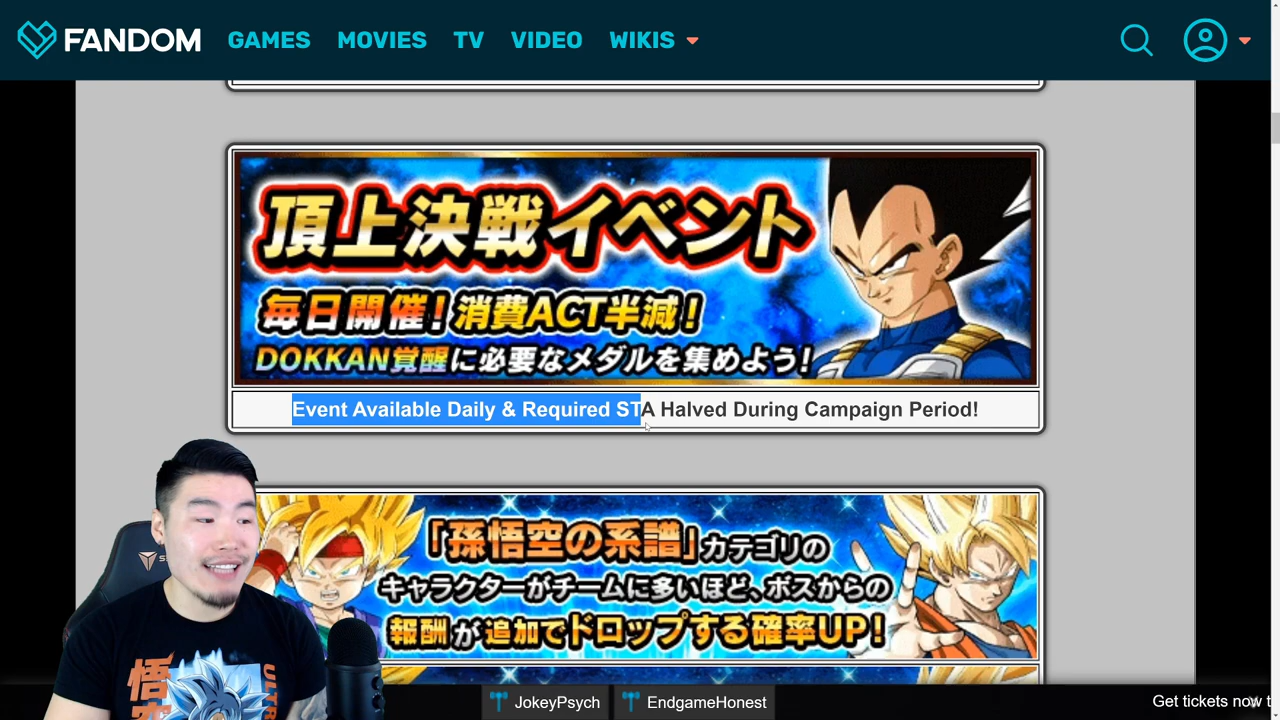 FANDOM GAMES MOVIES TV VIDEO WIKIS
頂上決戦イベント
毎日開催！消費ACT半減！
DOKKAN覚醒に必要なメダルを集めよう！
Event Available Daily & Required STA Halved During Campaign Period!
「孫悟空の系譜」カテゴリの
キャラクターがチームに多いほど、ボスからの
報酬が追加でドロップする確率UP！
悟
JokeyPsych EndgameHonest Get tickets now t